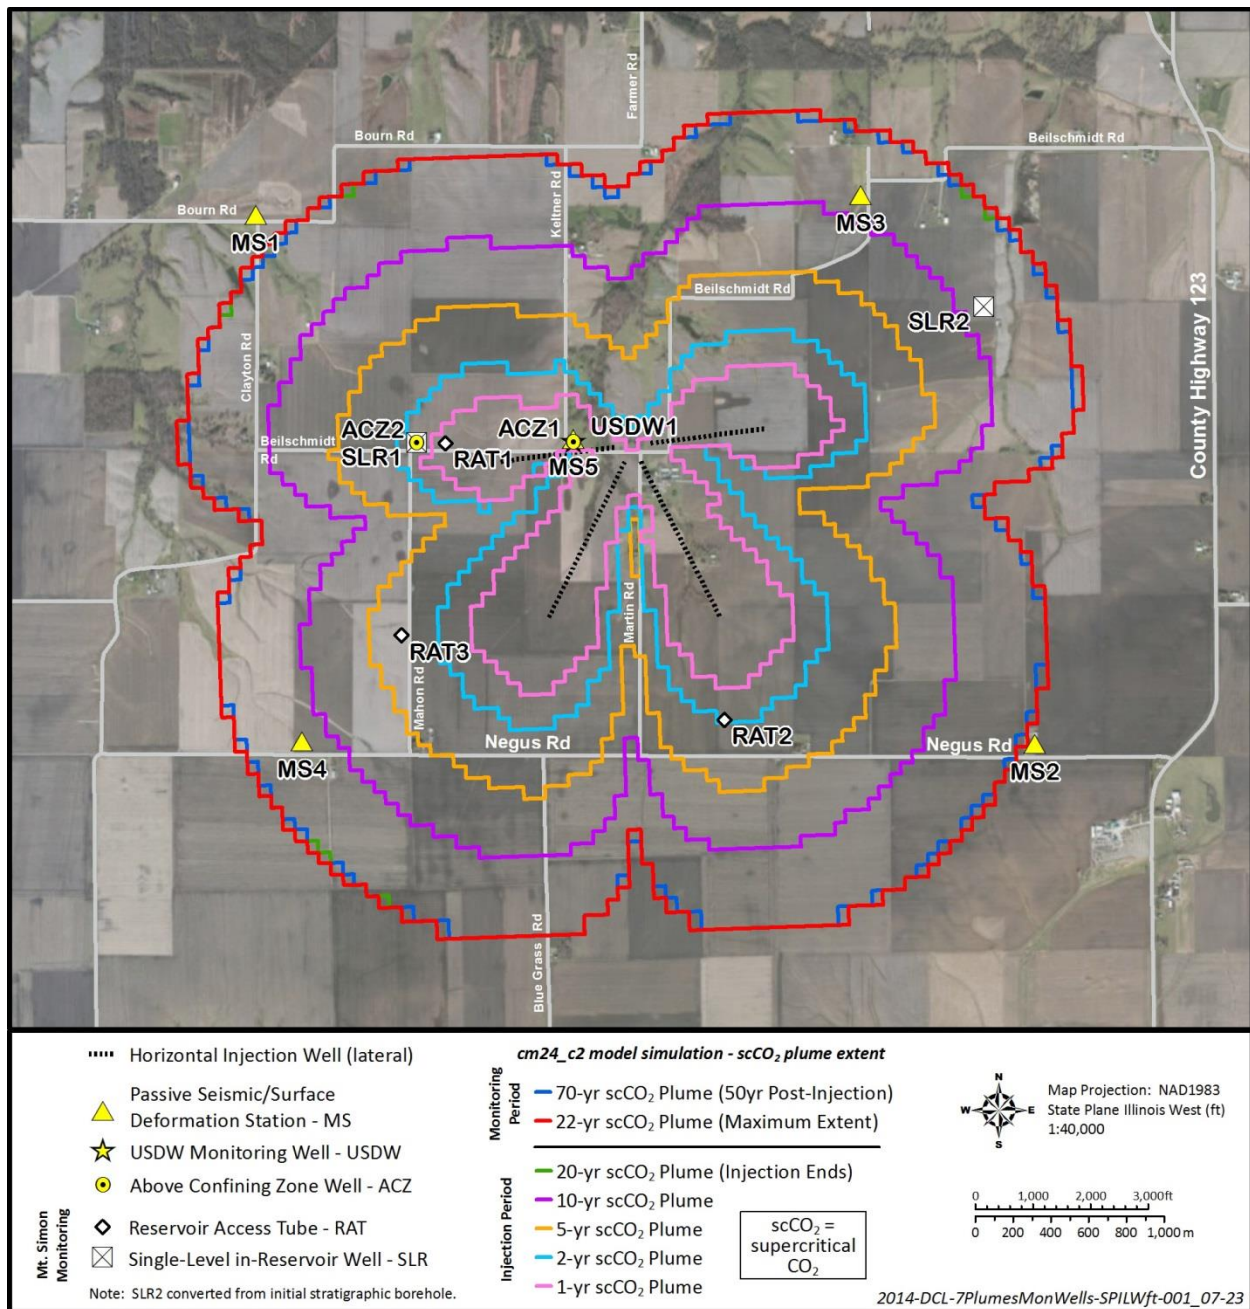 Farmer Rd
Bourn Rd
Beilschmidt Rd
Bourn Rd
Keltner Rd
MS1
MS3
Beilschmidt Rd
SLR2
County Highway 123
Clayton Rd
ACZ2
ACZ1
USDW1
Beilschmidt
Rd
SLR1
RAT1
MS5
Martin Rd
RAT3
Mahon Rd
RAT2
Negus Rd
Negus Rd
MS4
MS2
Blue Grass Rd
Horizontal Injection Well (lateral)
Passive Seismic/Surface
Deformation Station - MS
USDW Monitoring Well - USDW
Above Confining Zone Well - ACZ
Mt. Simon
Monitoring
Reservoir Access Tube - RAT
Single-Level in-Reservoir Well - SLR
Note: SLR2 converted from initial stratigraphic borehole.
cm24_c2 model simulation - scCO₂ plume extent
Monitoring
Period
70-yr scCO₂ Plume (50yr Post-Injection)
22-yr scCO₂ Plume (Maximum Extent)
Injection Period
20-yr scCO₂ Plume (Injection Ends)
10-yr scCO₂ Plume
5-yr scCO₂ Plume
2-yr scCO₂ Plume
1-yr scCO₂ Plume
scCO₂ =
supercritical
CO₂
N
W E
S
Map Projection: NAD1983
State Plane Illinois West (ft)
1:40,000
0 1,000 2,000 3,000ft
0 200 400 600 800 1,000 m
2014-DCL-7PlumesMonWells-SPILWft-001_07-23